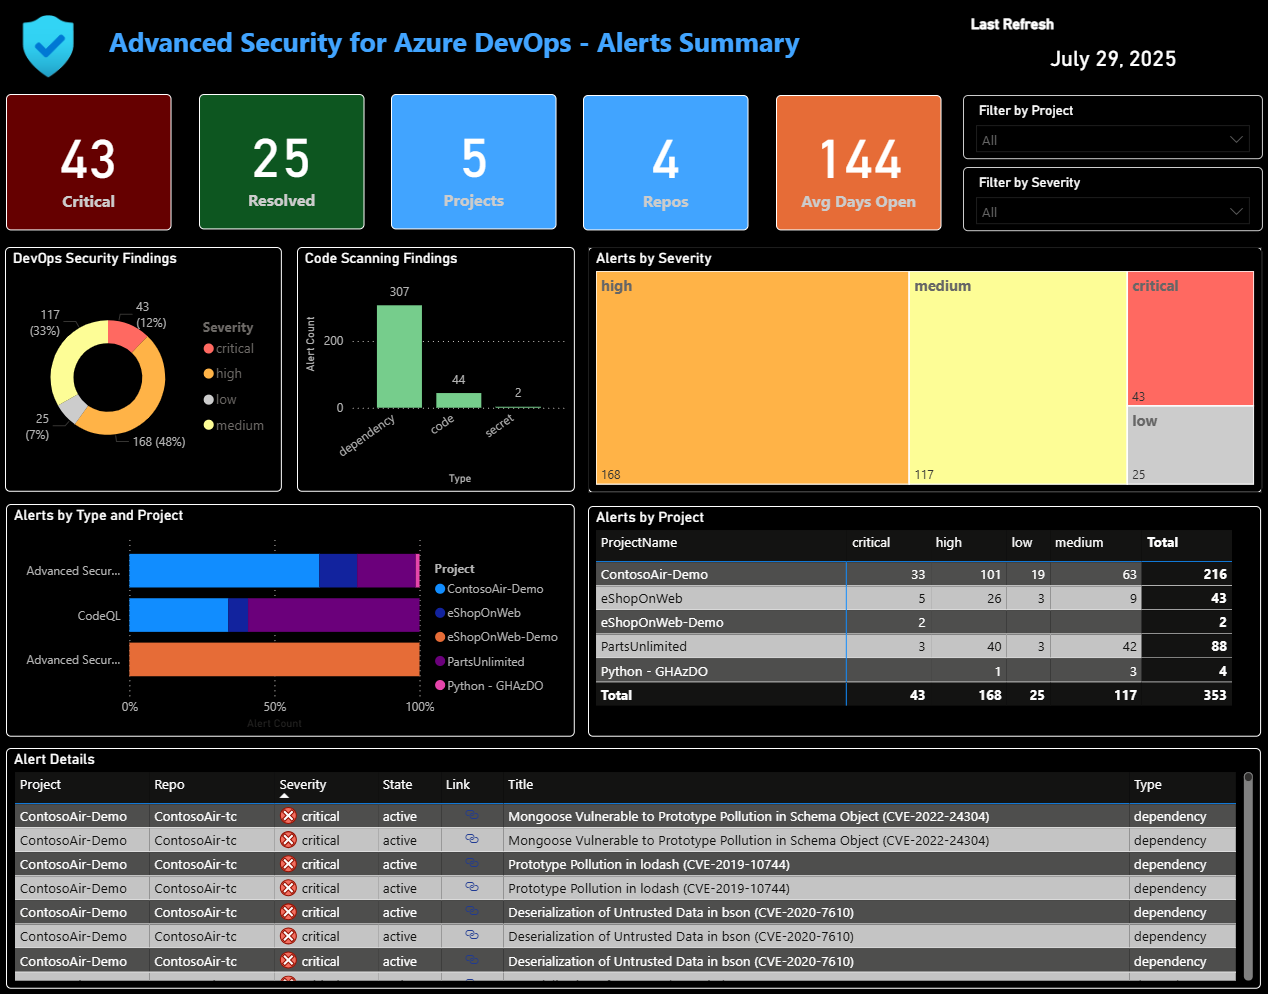 Advanced Security for Azure DevOps - Alerts Summary
Last Refresh
July 29, 2025
43
Critical
25
Resolved
5
Projects
4
Repos
144
Avg Days Open
Filter by Project
All
Filter by Severity
All
DevOps Security Findings
43
(12%)
168 (48%)
25
(7%)
117
(33%)
Severity
critical
high
low
medium
Code Scanning Findings
Alert Count
200
0
307
44
2
dependency
code
secret
Type
Alerts by Severity
high
168
medium
117
critical
43
low
25
Alerts by Type and Project
Advanced Secur...
CodeQL
Advanced Secur...
0% 50% 100%
Alert Count
Project
ContosoAir-Demo
eShopOnWeb
eShopOnWeb-Demo
PartsUnlimited
Python - GHAzDO
Alerts by Project
ProjectName critical high low medium Total
ContosoAir-Demo 33 101 19 63 216
eShopOnWeb 5 26 3 9 43
eShopOnWeb-Demo 2 2
PartsUnlimited 3 40 3 42 88
Python - GHAzDO 1 3 4
Total 43 168 25 117 353
Alert Details
Project Repo Severity State Link Title Type
ContosoAir-Demo ContosoAir-tc critical active Mongoose Vulnerable to Prototype Pollution in Schema Object (CVE-2022-24304) dependency
ContosoAir-Demo ContosoAir-tc critical active Mongoose Vulnerable to Prototype Pollution in Schema Object (CVE-2022-24304) dependency
ContosoAir-Demo ContosoAir-tc critical active Prototype Pollution in lodash (CVE-2019-10744) dependency
ContosoAir-Demo ContosoAir-tc critical active Prototype Pollution in lodash (CVE-2019-10744) dependency
ContosoAir-Demo ContosoAir-tc critical active Deserialization of Untrusted Data in bson (CVE-2020-7610) dependency
ContosoAir-Demo ContosoAir-tc critical active Deserialization of Untrusted Data in bson (CVE-2020-7610) dependency
ContosoAir-Demo ContosoAir-tc critical active Deserialization of Untrusted Data in bson (CVE-2020-7610) dependency